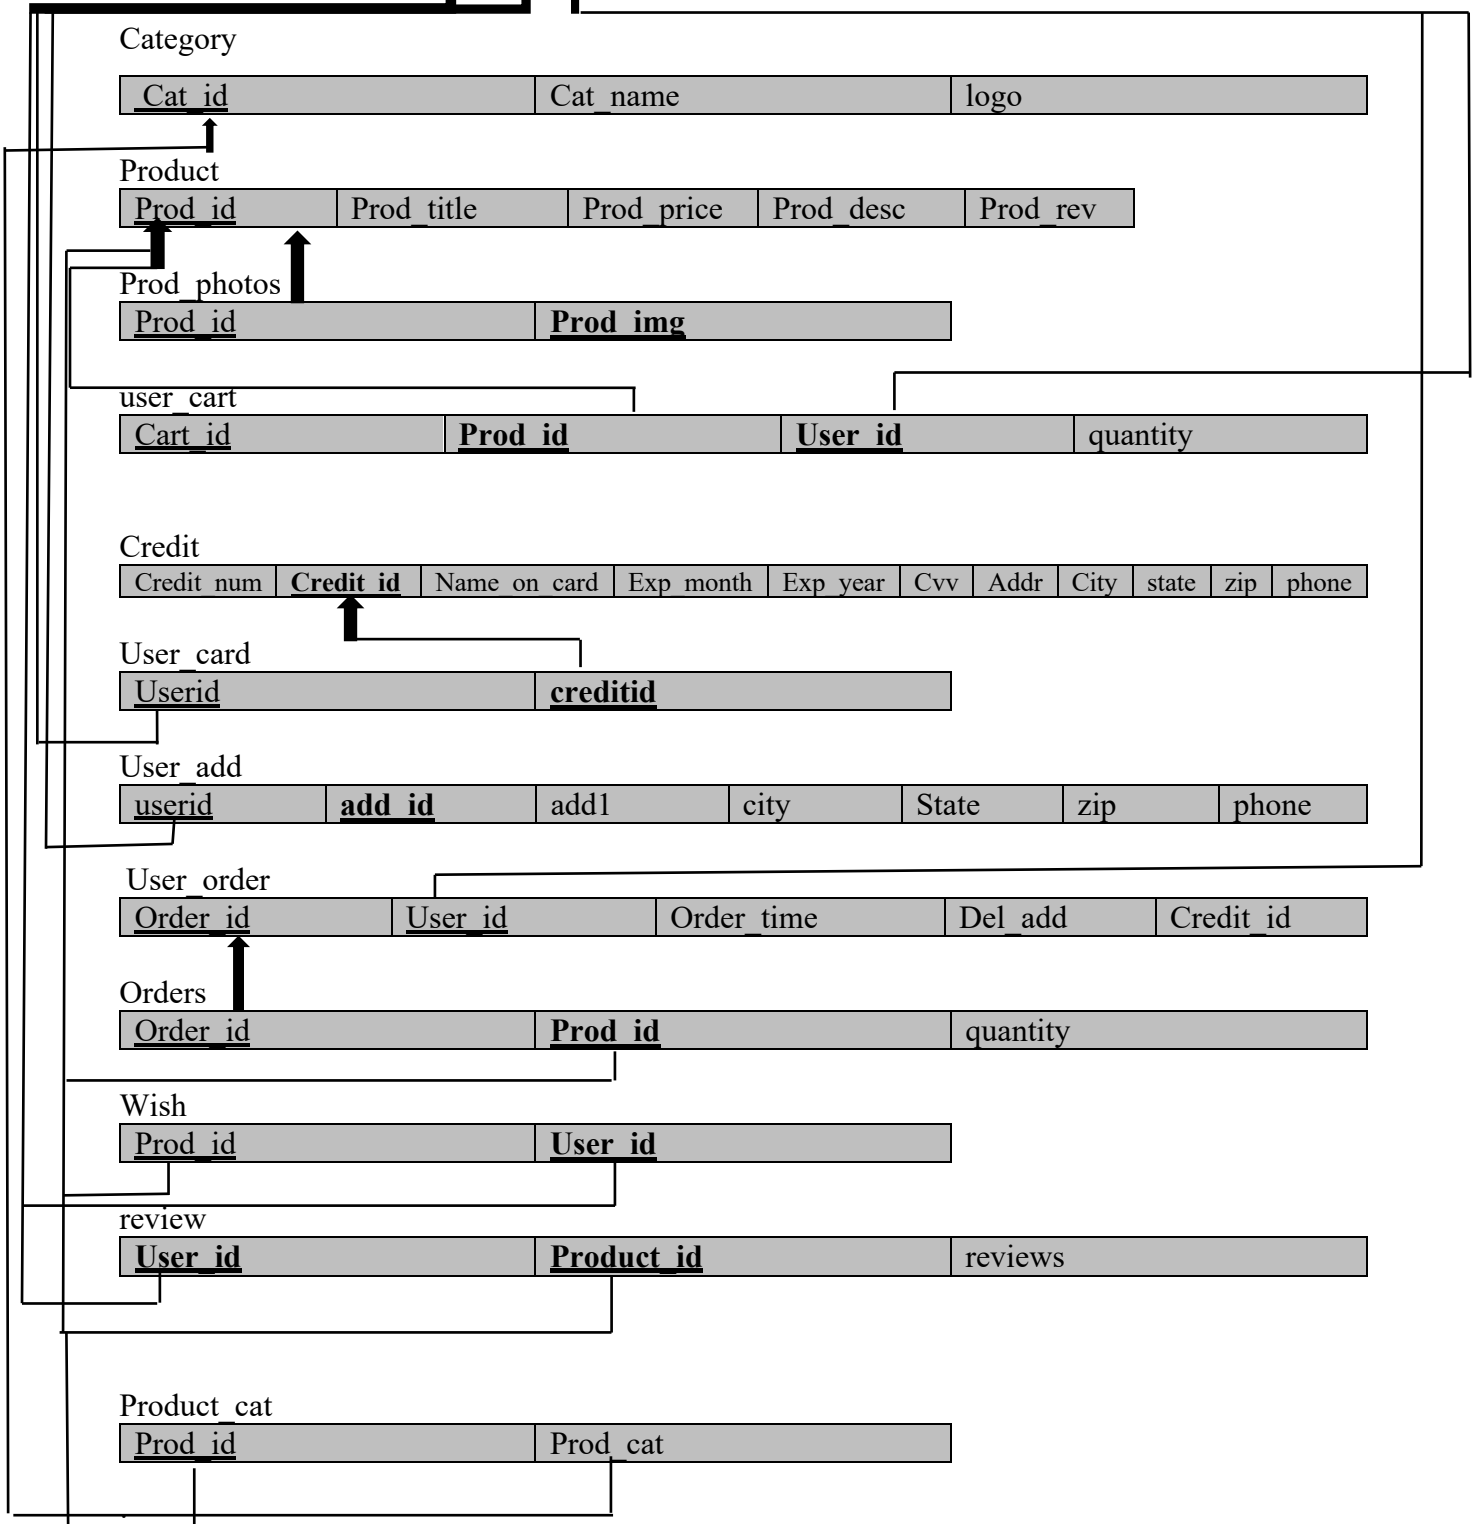 Category
Cat_id Cat_name logo
Product
Prod_id Prod_title Prod_price Prod_desc Prod_rev
Prod_photos
Prod_id Prod_img
user_cart
Cart_id Prod_id User_id quantity
Credit
Credit_num Credit_id Name_on_card Exp_month Exp_year Cvv Addr City state zip phone
User_card
Userid creditid
User_add
userid add_id add1 city State zip phone
User_order
Order_id User_id Order_time Del_add Credit_id
Orders
Order_id Prod_id quantity
Wish
Prod_id User_id
review
User_id Product_id reviews
Product_cat
Prod_id Prod_cat